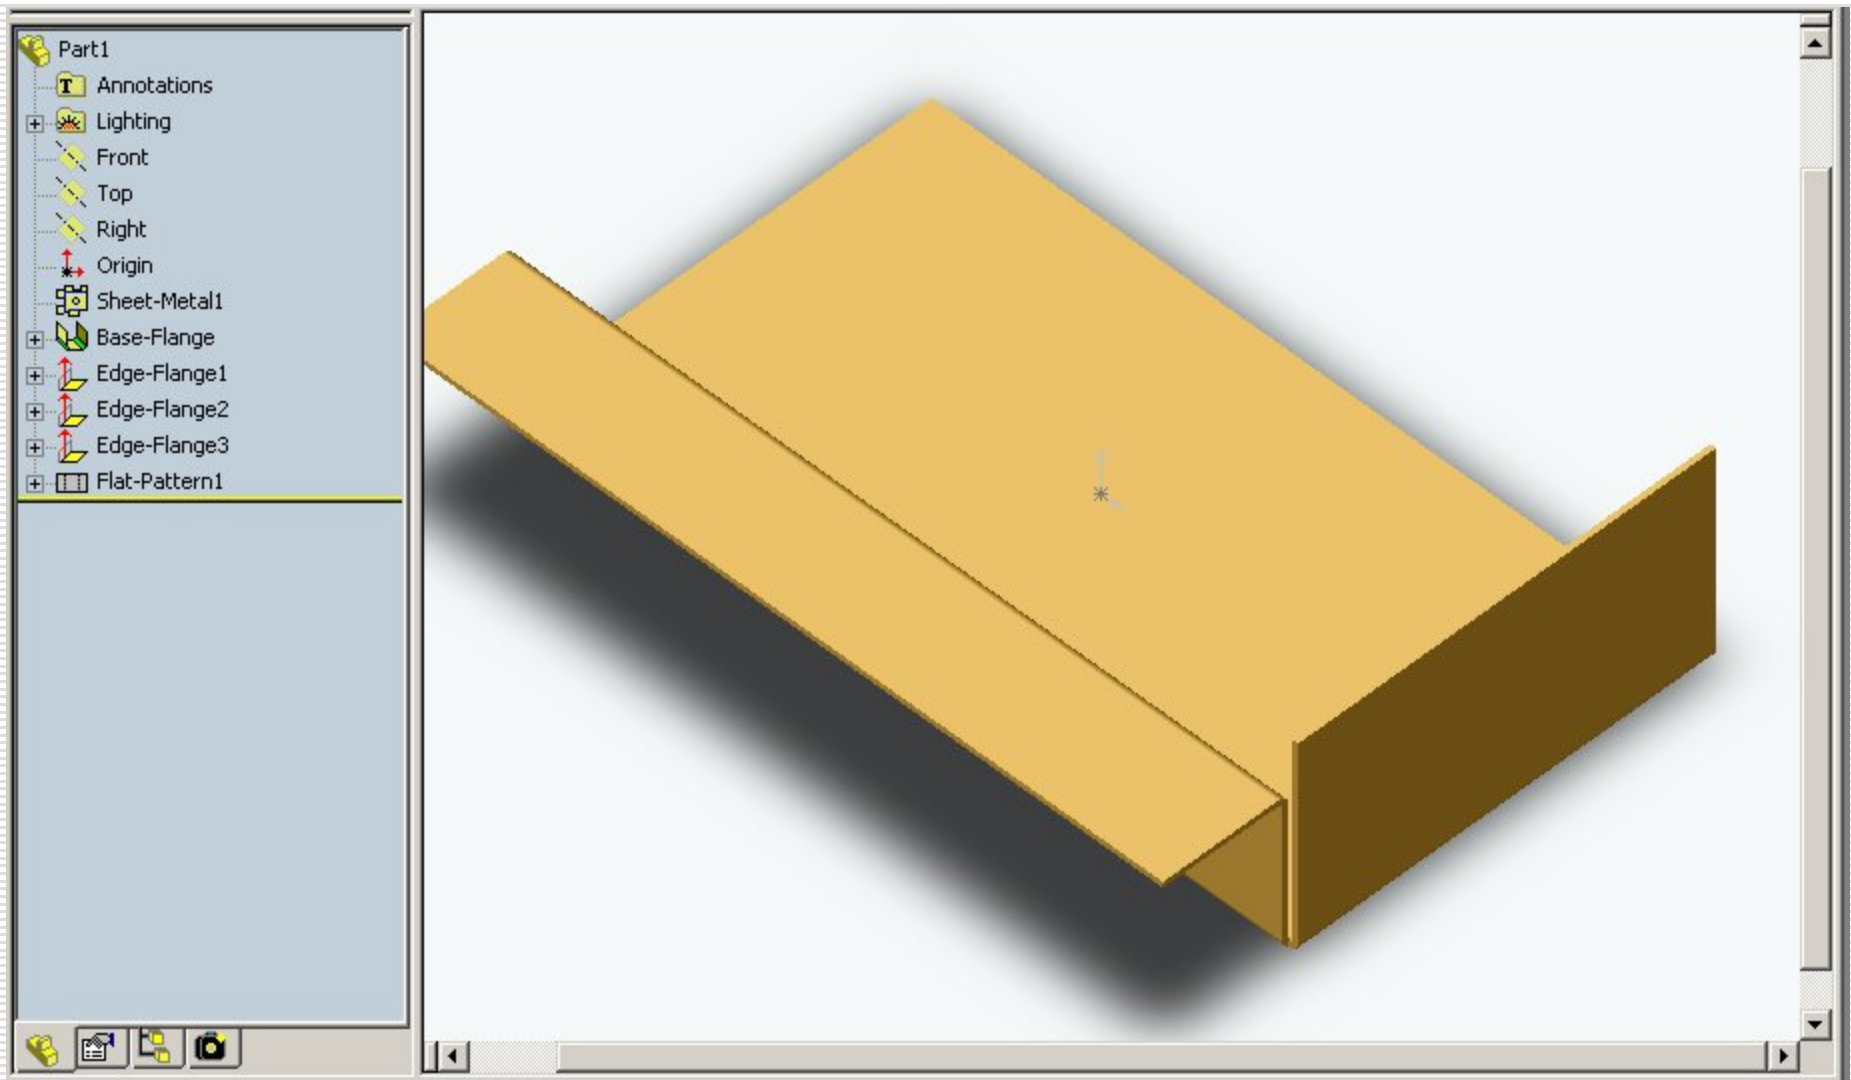 Part1
Annotations
Lighting
Front
Top
Right
Origin
Sheet-Metal1
Base-Flange
Edge-Flange1
Edge-Flange2
Edge-Flange3
Flat-Pattern1